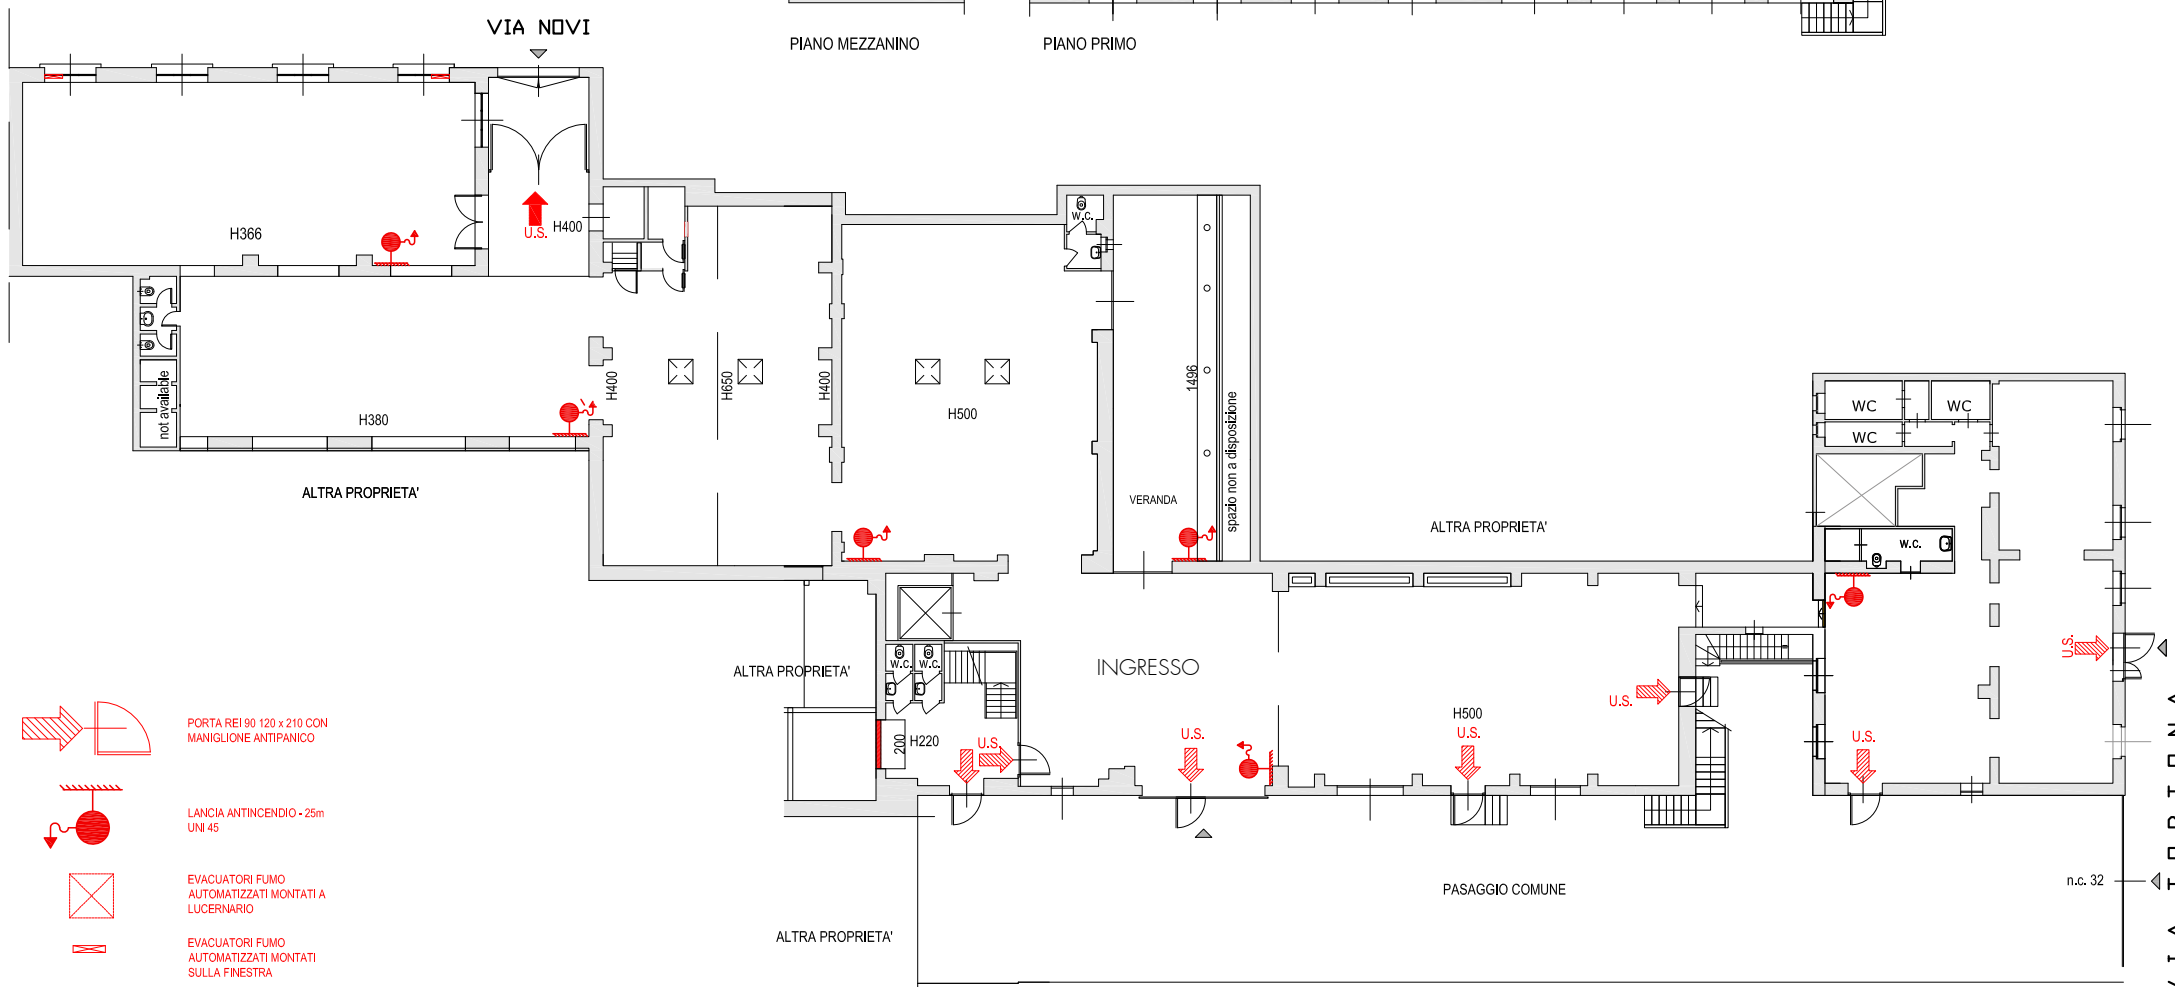 VIA NOVI
PIANO MEZZANINO
PIANO PRIMO
H366
U.S.
H400
W.C.
not available
H380
H400
H650
H400
H500
1496
spazio non a disposizione
VERANDA
WC
WC
WC
W.C.
ALTRA PROPRIETA'
ALTRA PROPRIETA'
ALTRA PROPRIETA'
W.C.
W.C.
INGRESSO
U.S.
U.S.
H500
U.S.
U.S.
200
H220
U.S.
U.S.
U.S.
PORTA REI 90 120 x 210 CON
MANIGLIONE ANTIPANICO
LANCIA ANTINCENDIO - 25m
UNI 45
EVACUATORI FUMO
AUTOMATIZZATI MONTATI A
LUCERNARIO
EVACUATORI FUMO
AUTOMATIZZATI MONTATI
SULLA FINESTRA
PASAGGIO COMUNE
n.c. 32
ALTRA PROPRIETA'
VIA TORTONA